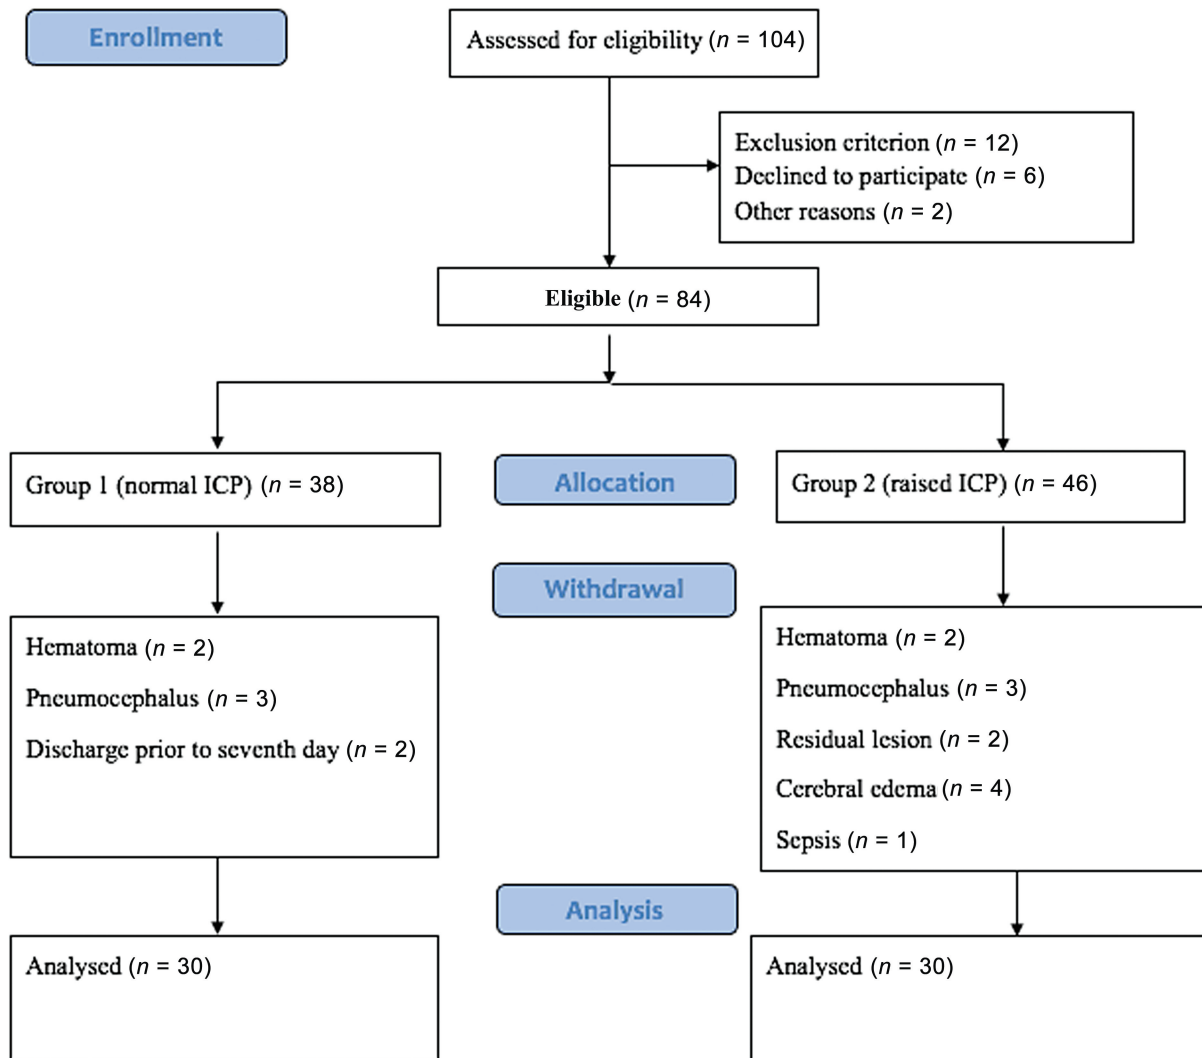 Enrollment
Assessed for eligibility (n = 104)
Exclusion criterion (n = 12)
Declined to participate (n = 6)
Other reasons (n = 2)
Eligible (n = 84)
Group 1 (normal ICP) (n = 38)
Allocation
Group 2 (raised ICP) (n = 46)
Withdrawal
Hematoma (n = 2)
Pneumocephalus (n = 3)
Discharge prior to seventh day (n = 2)
Hematoma (n = 2)
Pneumocephalus (n = 3)
Residual lesion (n = 2)
Cerebral edema (n = 4)
Sepsis (n = 1)
Analysis
Analysed (n = 30)
Analysed (n = 30)